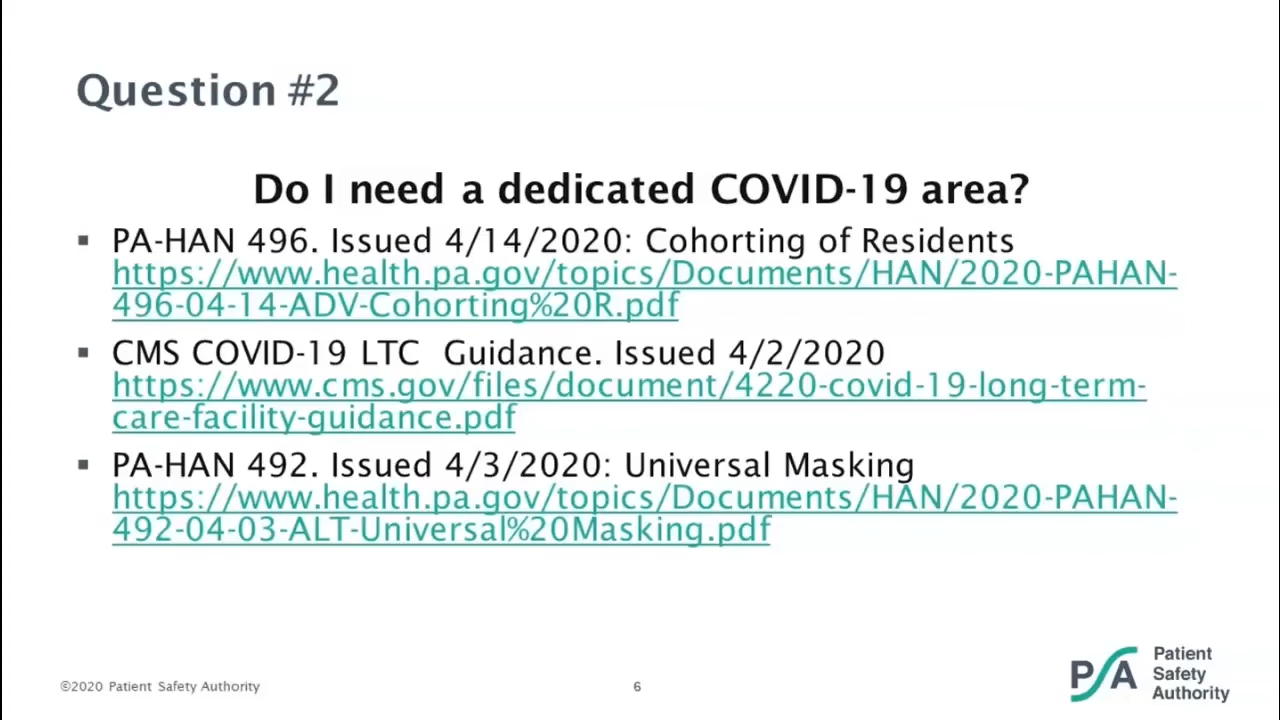 Question #2
Do I need a dedicated COVID-19 area?
▪ PA-HAN 496. Issued 4/14/2020: Cohorting of Residents
https://www.health.pa.gov/topics/Documents/HAN/2020-PAHAN-
496-04-14-ADV-Cohorting%20R.pdf
▪ CMS COVID-19 LTC  Guidance. Issued 4/2/2020
https://www.cms.gov/files/document/4220-covid-19-long-term-
care-facility-guidance.pdf
▪ PA-HAN 492. Issued 4/3/2020: Universal Masking
https://www.health.pa.gov/topics/Documents/HAN/2020-PAHAN-
492-04-03-ALT-Universal%20Masking.pdf
©2020 Patient Safety Authority
6
PSA
Patient
Safety
Authority